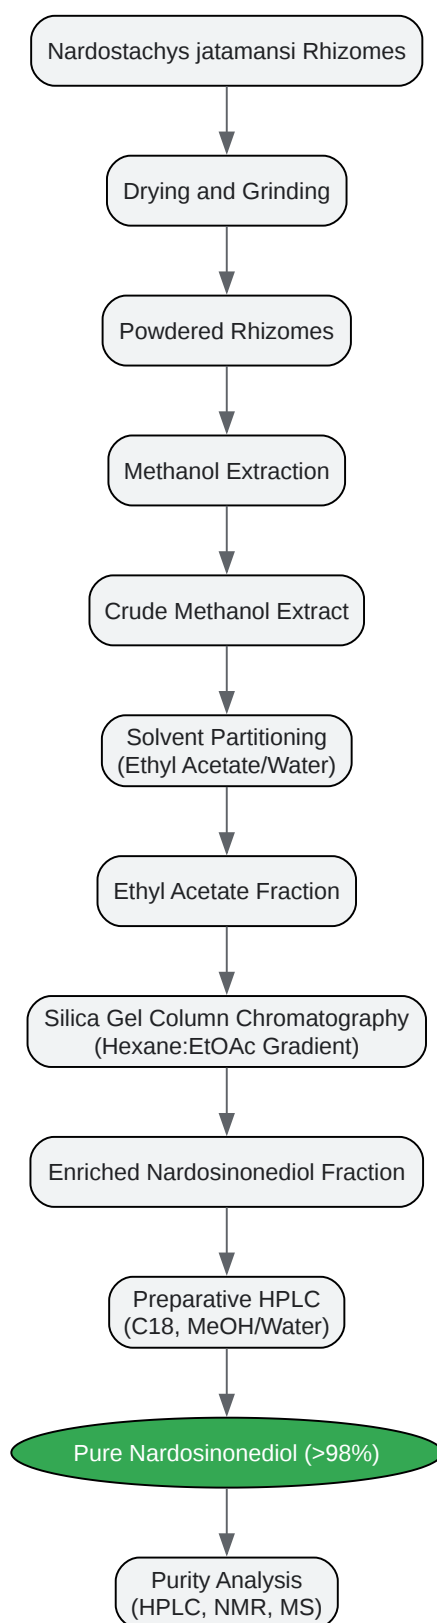 Nardostachys jatamansi Rhizomes
Drying and Grinding
Powdered Rhizomes
Methanol Extraction
Crude Methanol Extract
Solvent Partitioning
(Ethyl Acetate/Water)
Ethyl Acetate Fraction
Silica Gel Column Chromatography
(Hexane:EtOAc Gradient)
Enriched Nardosinonediol Fraction
Preparative HPLC
(C18, MeOH/Water)
Pure Nardosinonediol (>98%)
Purity Analysis
(HPLC, NMR, MS)